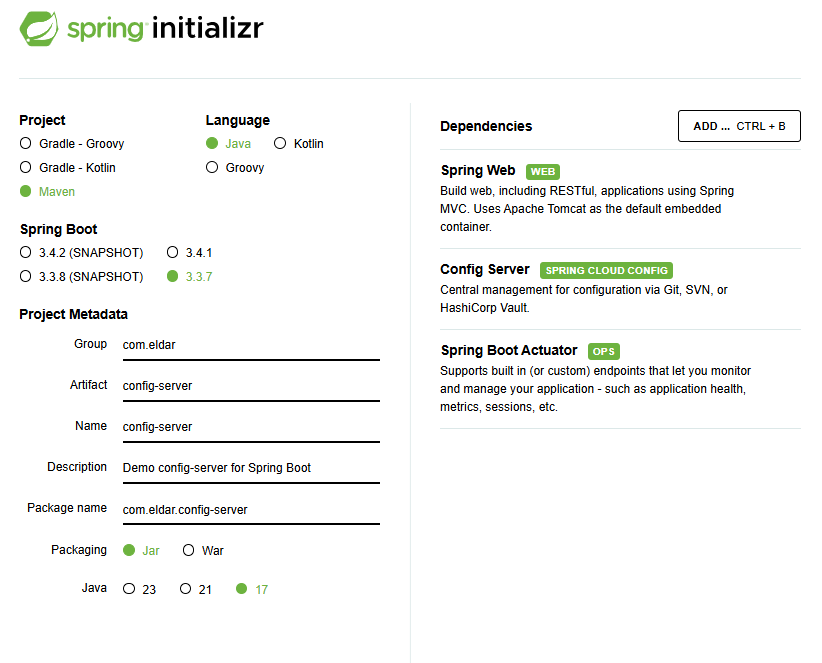 spring initializr
Project
Gradle - Groovy
Gradle - Kotlin
Maven
Language
Java Kotlin
Groovy
Spring Boot
3.4.2 (SNAPSHOT) 3.4.1
3.3.8 (SNAPSHOT) 3.3.7
Project Metadata
Group com.eldar
Artifact config-server
Name config-server
Description Demo config-server for Spring Boot
Package name com.eldar.config-server
Packaging Jar War
Java 23 21 17
Dependencies ADD ... CTRL + B
Spring Web WEB
Build web, including RESTful, applications using Spring
MVC. Uses Apache Tomcat as the default embedded
container.
Config Server SPRING CLOUD CONFIG
Central management for configuration via Git, SVN, or
HashiCorp Vault.
Spring Boot Actuator OPS
Supports built in (or custom) endpoints that let you monitor
and manage your application - such as application health,
metrics, sessions, etc.